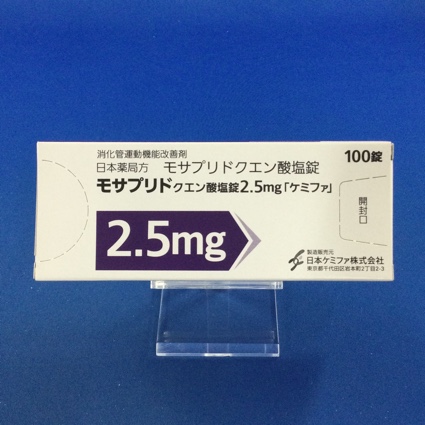 消化管運動機能改善剤
日本薬局方 モサプリドクエン酸塩錠
100錠
モサプリドクエン酸塩錠2.5mg「ケミファ」
2.5mg
開封口
製造販売元
日本ケミファ株式会社
東京都千代田区岩本町2丁目2-3